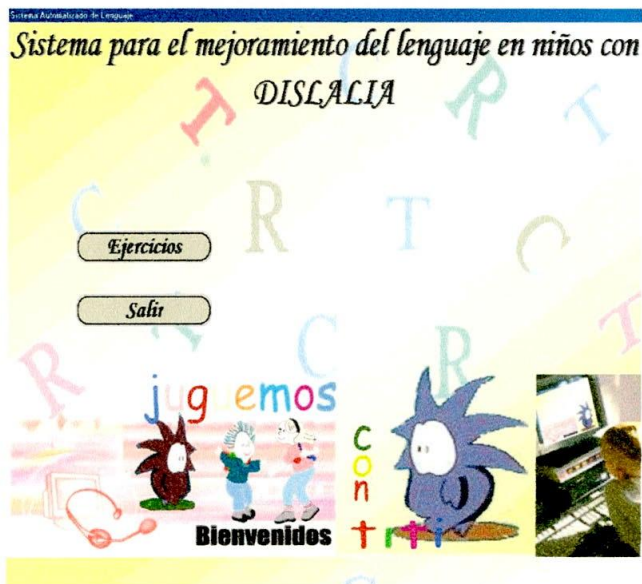 Sistema Automatizado de Lenguaje
Sistema para el mejoramiento del lenguaje en niños con
DISLALIA
T
C
R
T
C
R
T
C
Ejercicios
Salir
R
T
C
R
T
juguemos
con
trti
Bienvenidos